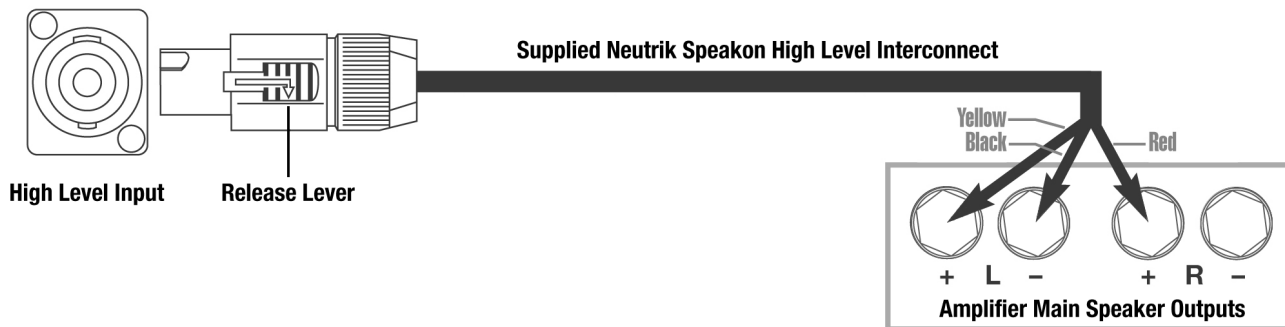 Supplied Neutrik Speakon High Level Interconnect
Yellow
Black
Red
High Level Input
Release Lever
+ L − + R −
Amplifier Main Speaker Outputs